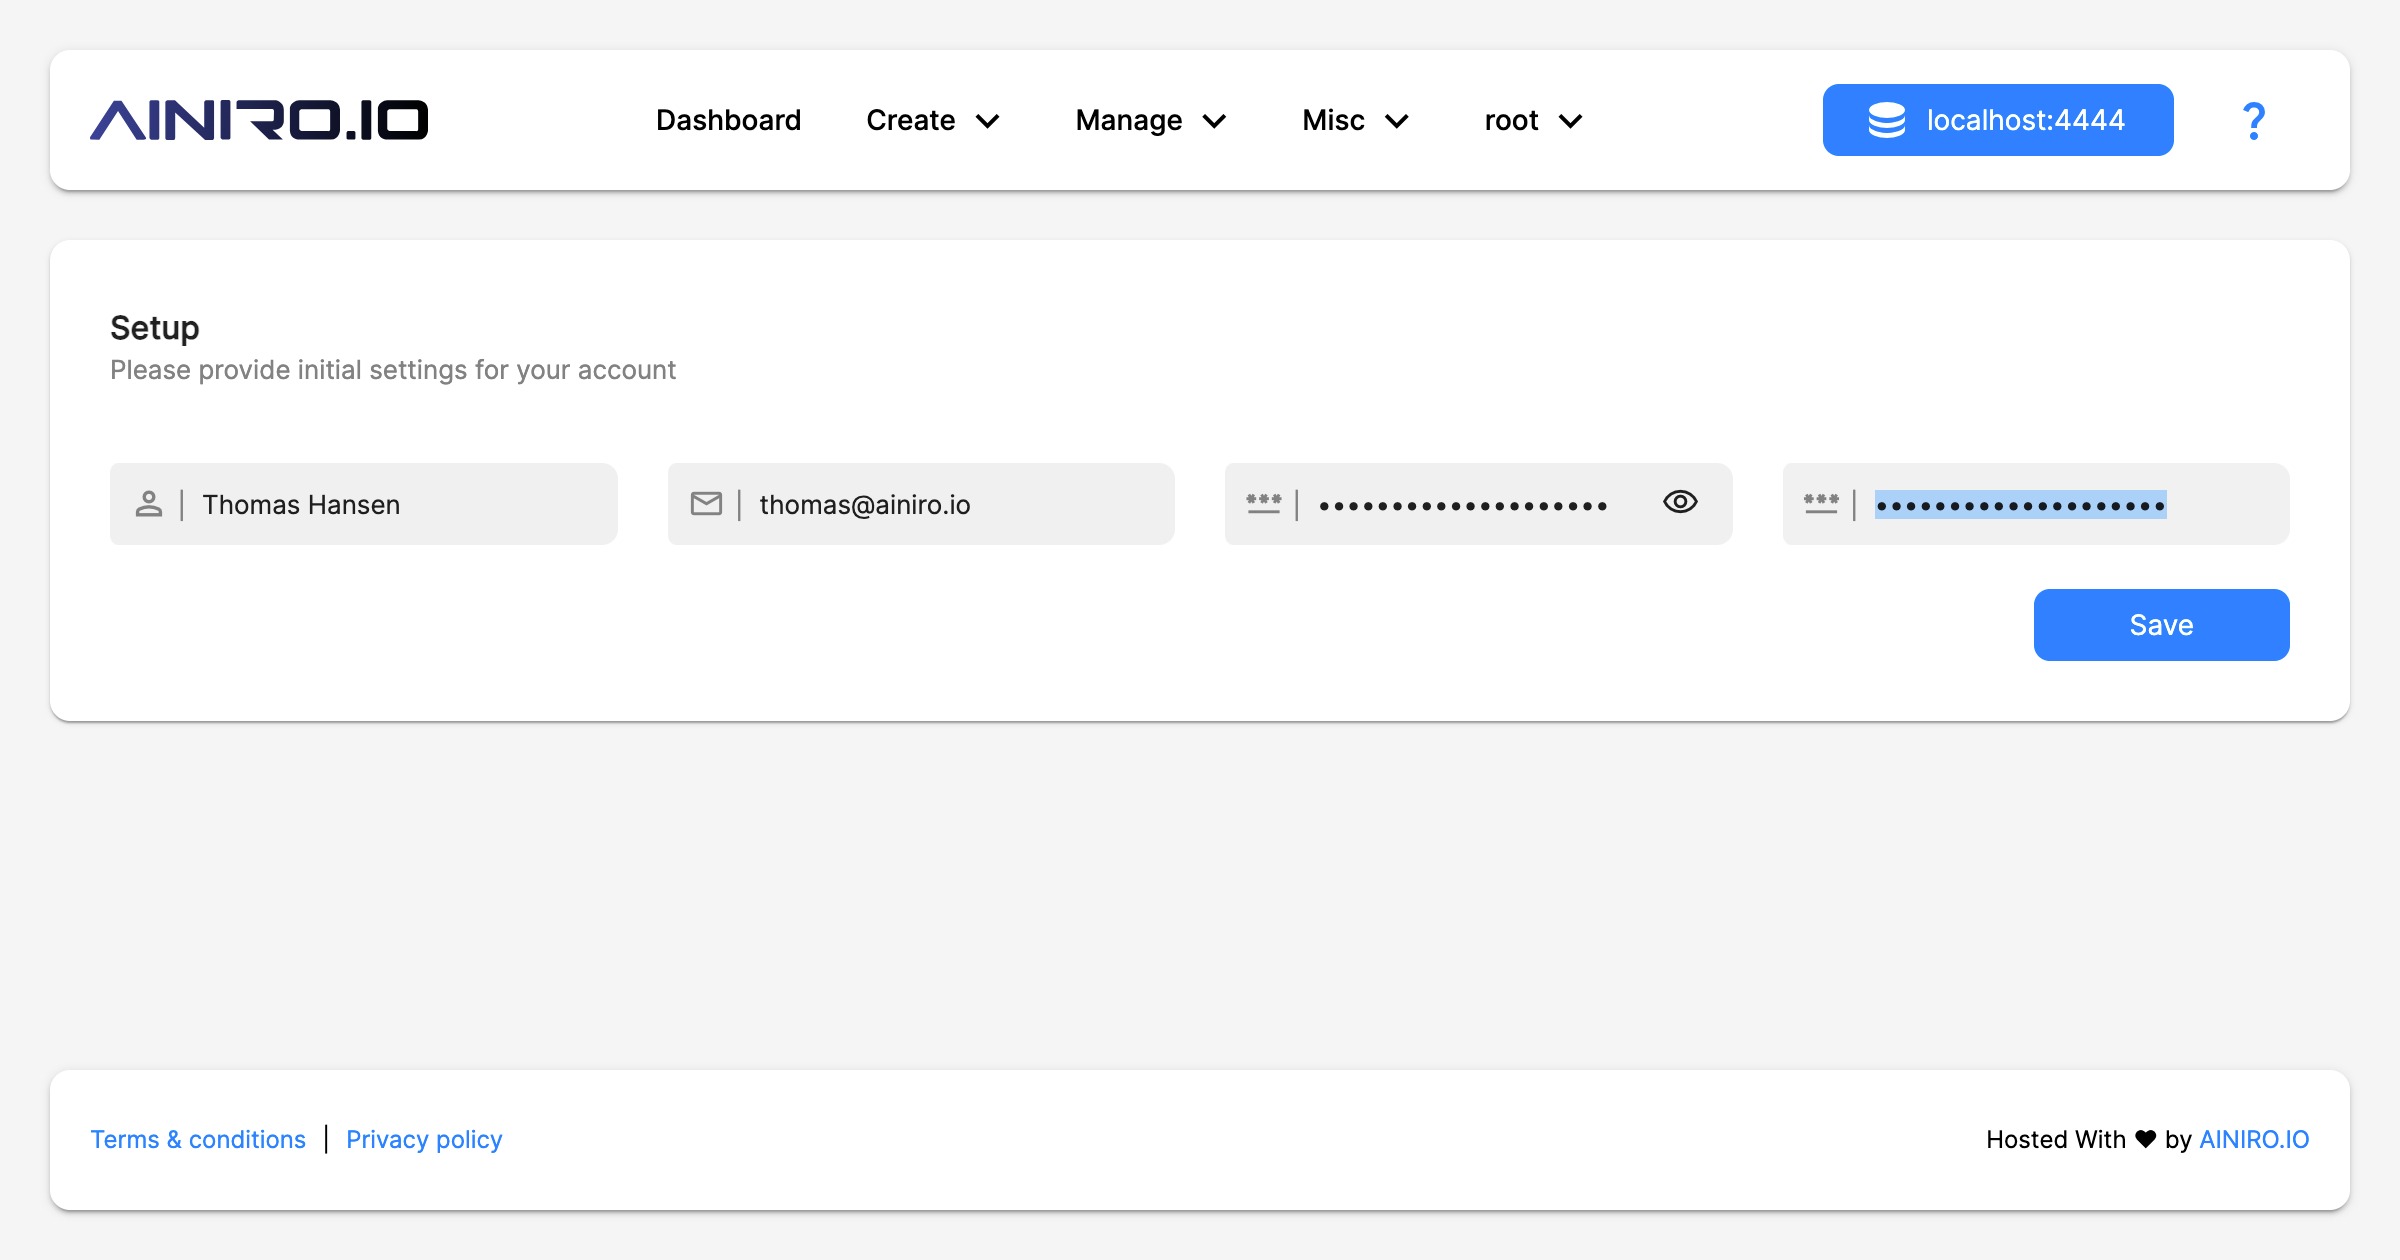 AINIRO.IO
Dashboard Create Manage Misc root localhost:4444 ?
Setup
Please provide initial settings for your account
Thomas Hansen
thomas@ainiro.io
••••••••••••••••••••
••••••••••••••••••••
Save
Terms & conditions | Privacy policy
Hosted With ♥ by AINIRO.IO